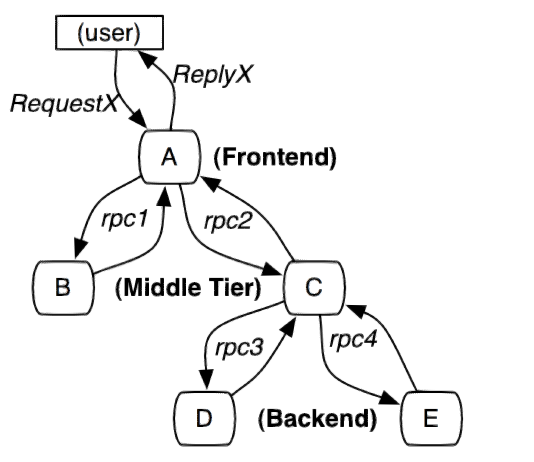 (user)
ReplyX
RequestX
A
(Frontend)
rpc1
rpc2
B
(Middle Tier)
C
rpc3
rpc4
D
(Backend)
E